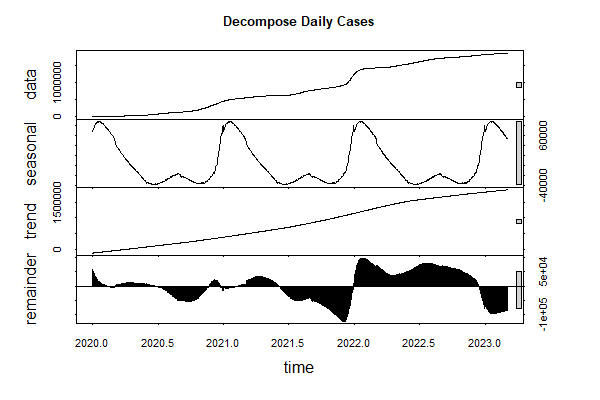 Decompose Daily Cases
data
0 1000000
seasonal
-40000 60000
trend
0 1500000
remainder
-1e+05 5e+04
2020.0 2020.5 2021.0 2021.5 2022.0 2022.5 2023.0
time